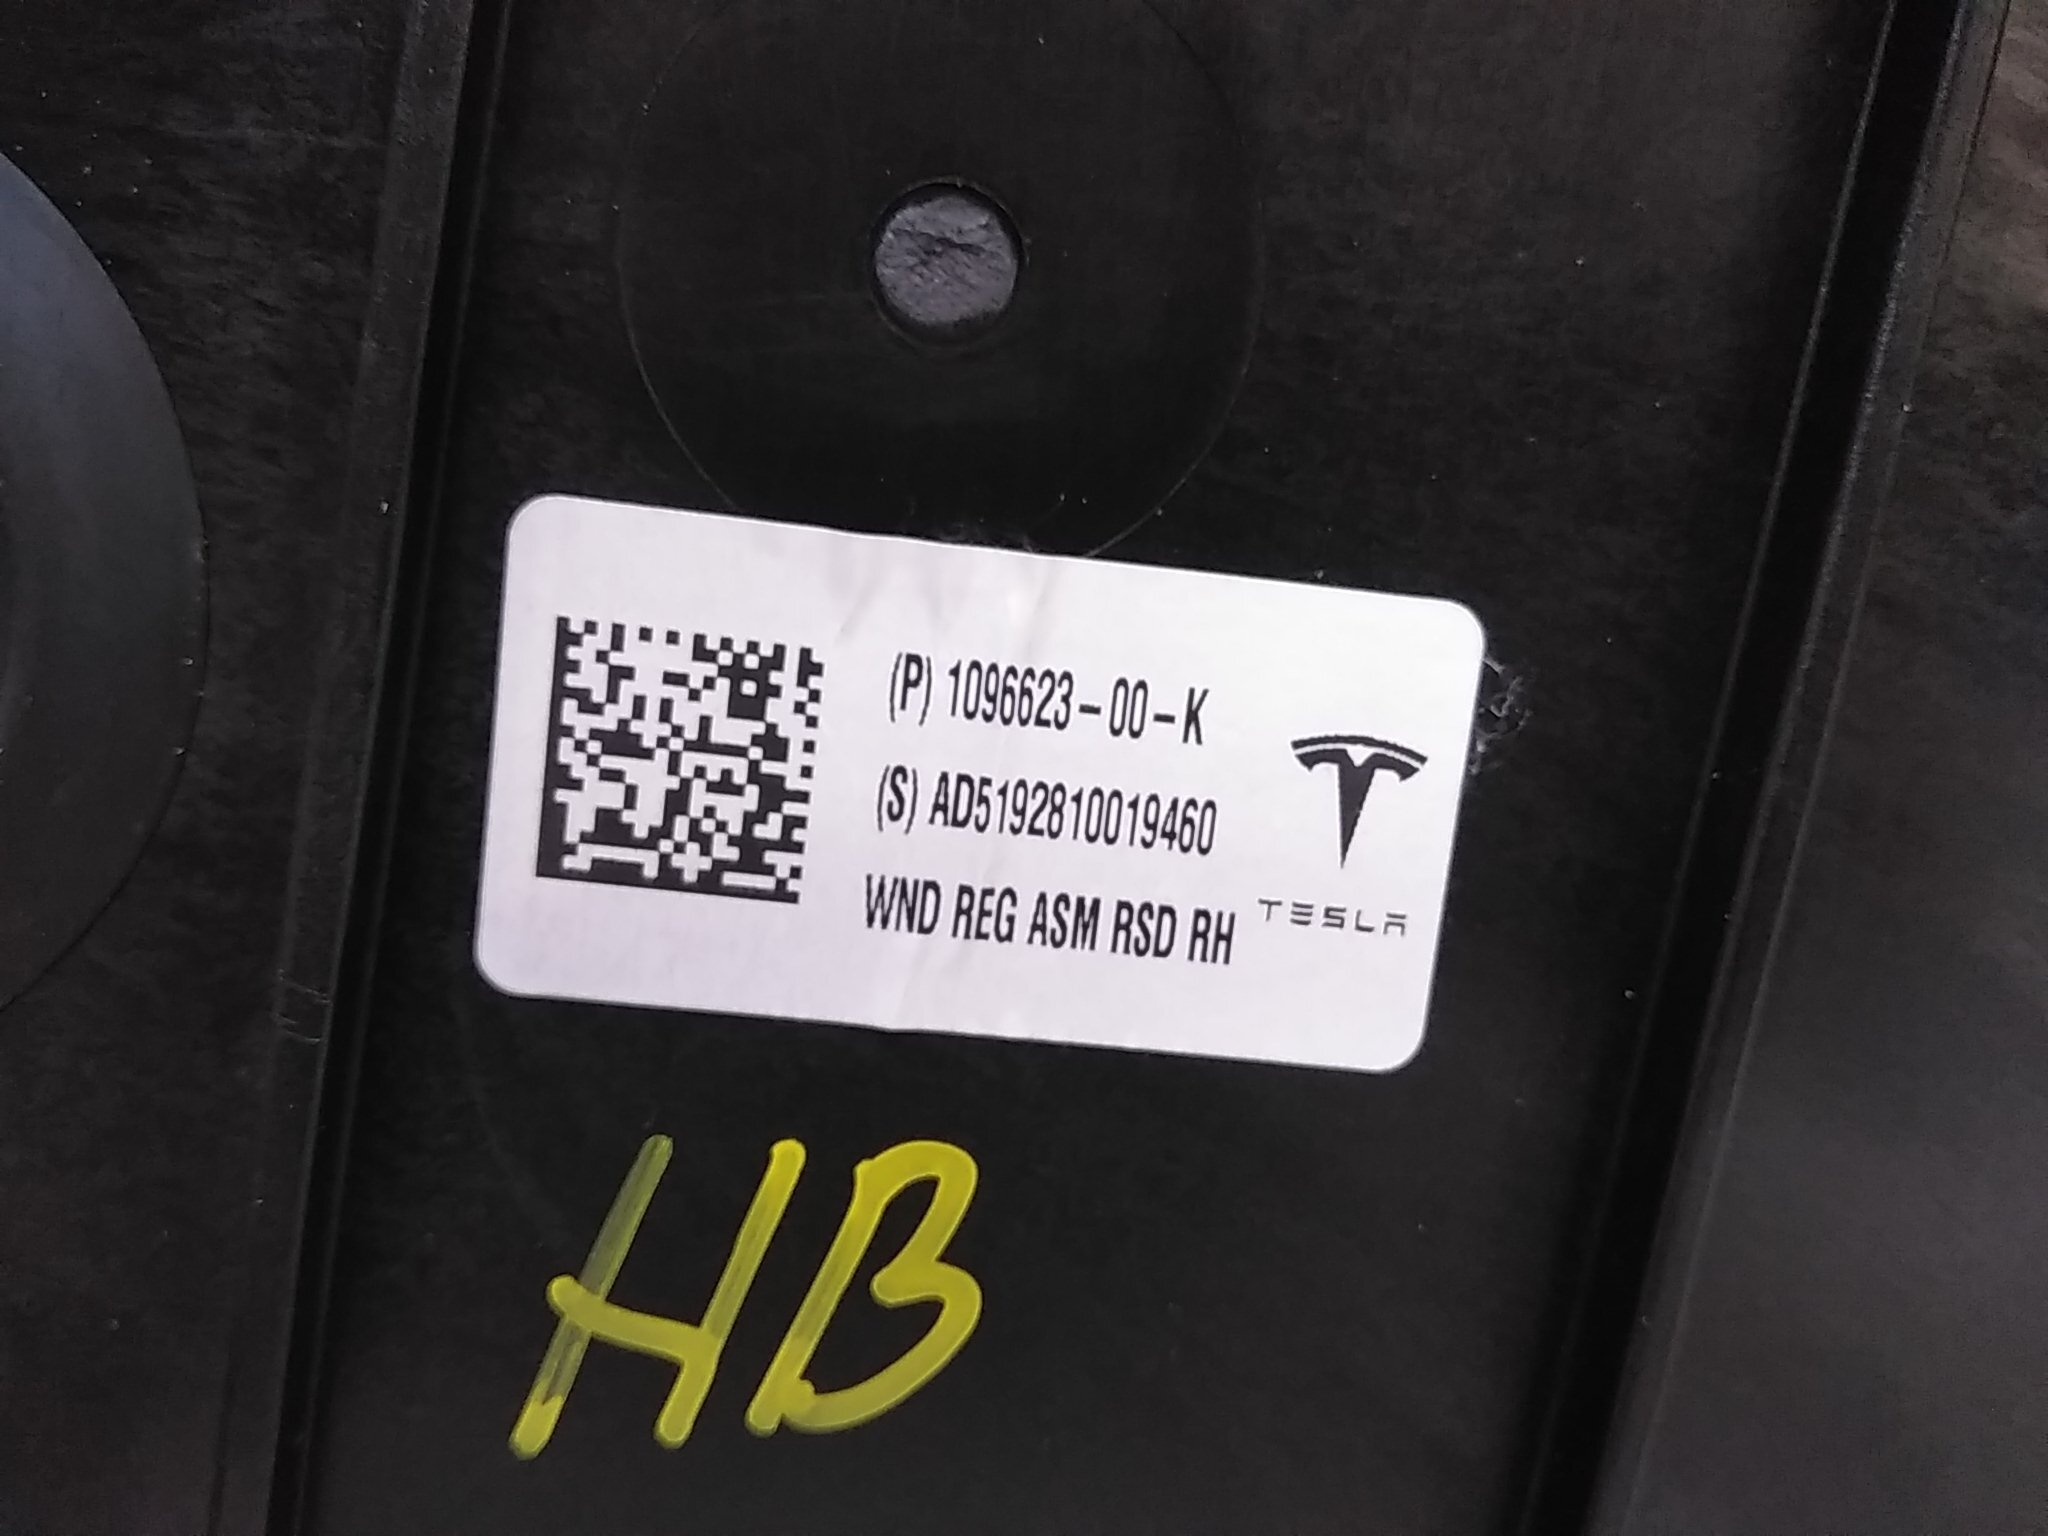 (P) 1096623-00-K
(S) AD5192810019460
WND REG ASM RSD RH
TESLA
HB